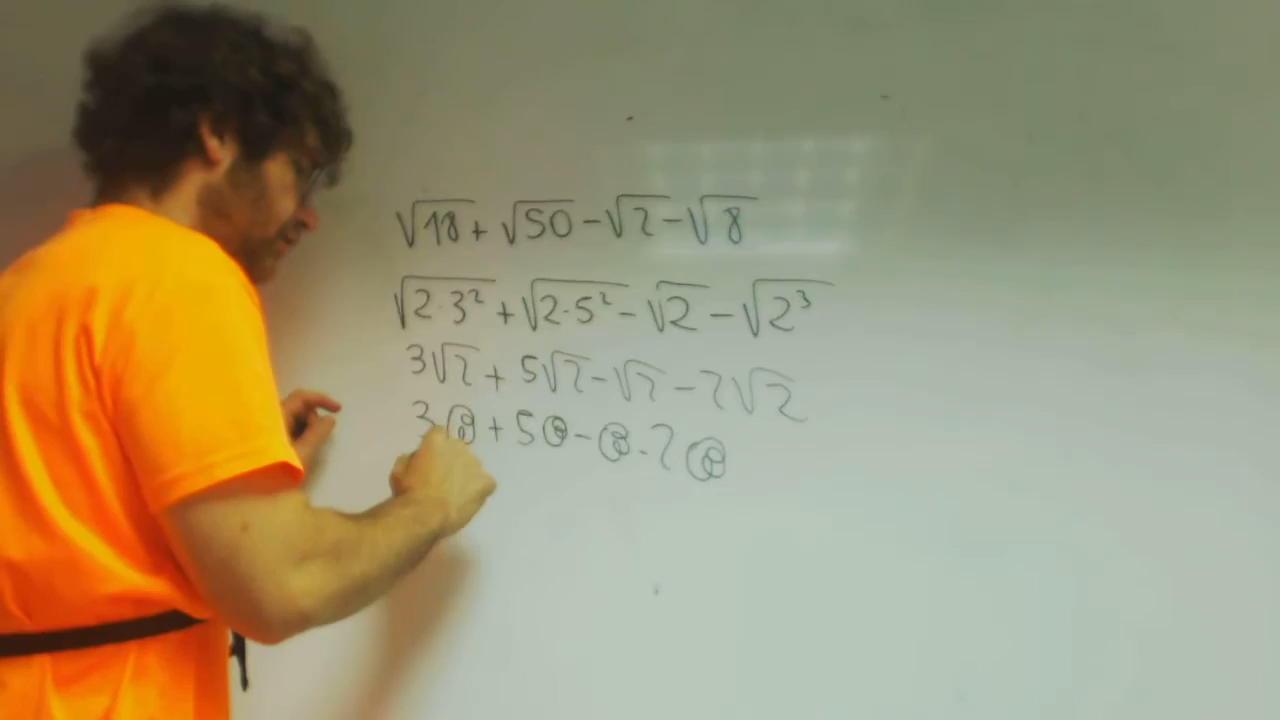 √18 + √50 - √2 - √8
√2·3² + √2·5² - √2 - √2³
3√2 + 5√2 - √2 - 2√2
3 + 5 - - 2